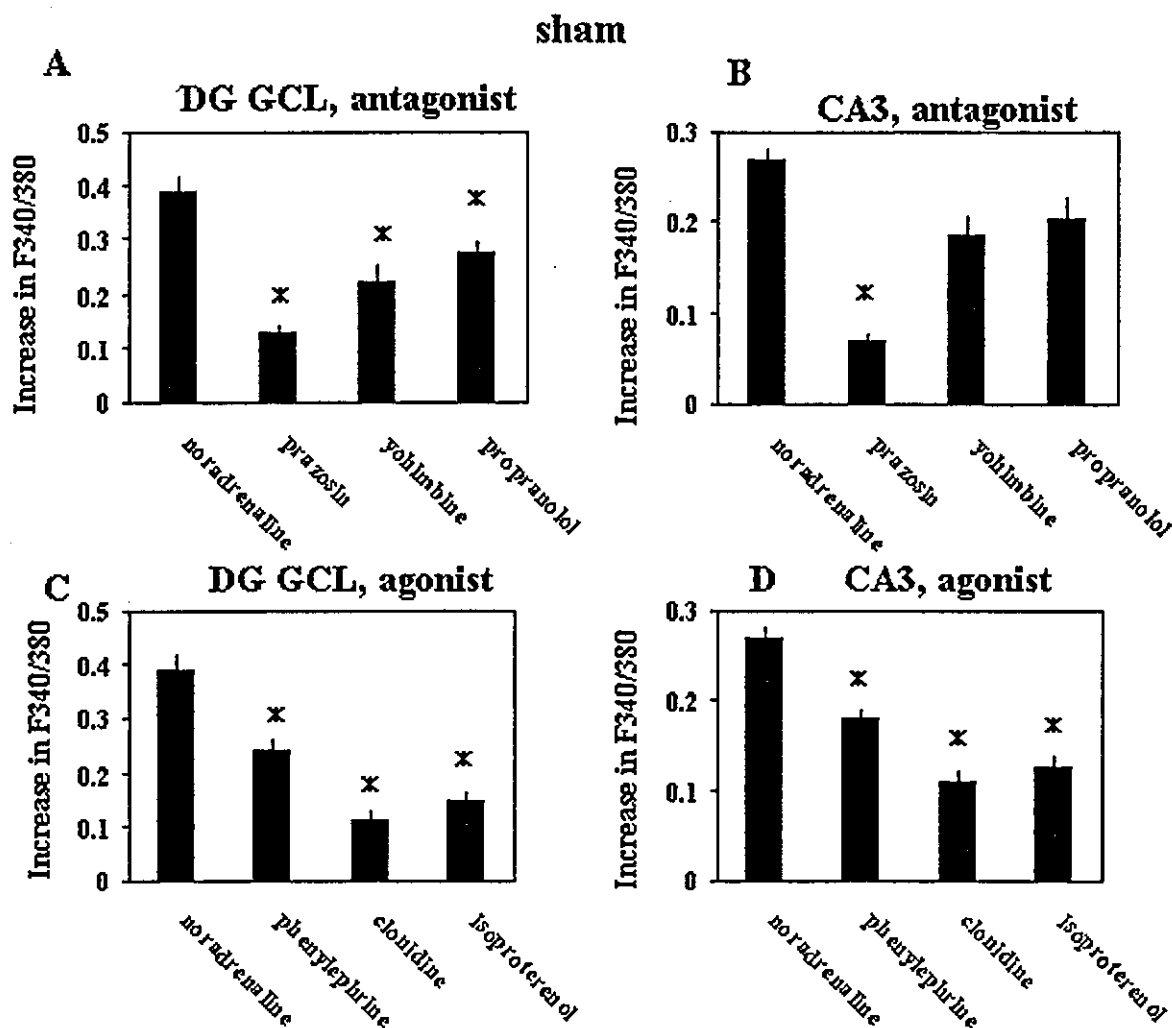 sham
A
DG GCL, antagonist
Increase in F340/380
0.5
0.4
0.3
0.2
0.1
0
*
*
*
noradrenaline
prazosin
yohimbine
propranolol
B
CA3, antagonist
Increase in F340/380
0.3
0.2
0.1
0
*
noradrenaline
prazosin
yohimbine
propranolol
C
DG GCL, agonist
Increase in F340/380
0.5
0.4
0.3
0.2
0.1
0
*
*
*
noradrenaline
phenylephrine
clonidine
Isoproterenol
D
CA3, agonist
Increase in F340/380
0.3
0.2
0.1
0
*
*
*
noradrenaline
phenylephrine
clonidine
Isoproterenol